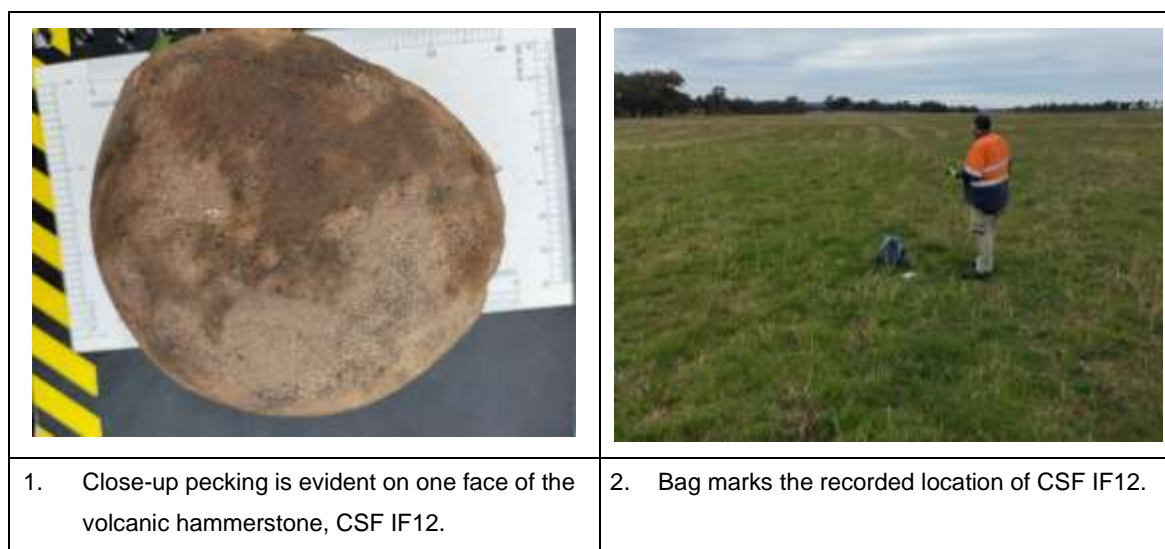 1. Close-up pecking is evident on one face of the
volcanic hammerstone, CSF IF12.
2. Bag marks the recorded location of CSF IF12.